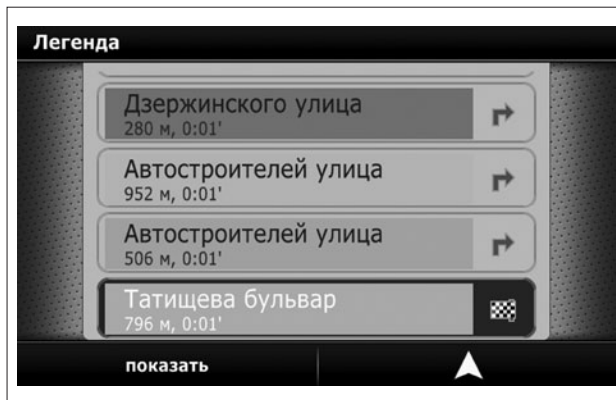 Легенда
Дзержинского улица
280 м, 0:01'
Автостроителей улица
952 м, 0:01'
Автостроителей улица
506 м, 0:01'
Татищева бульвар
796 м, 0:01'
показать